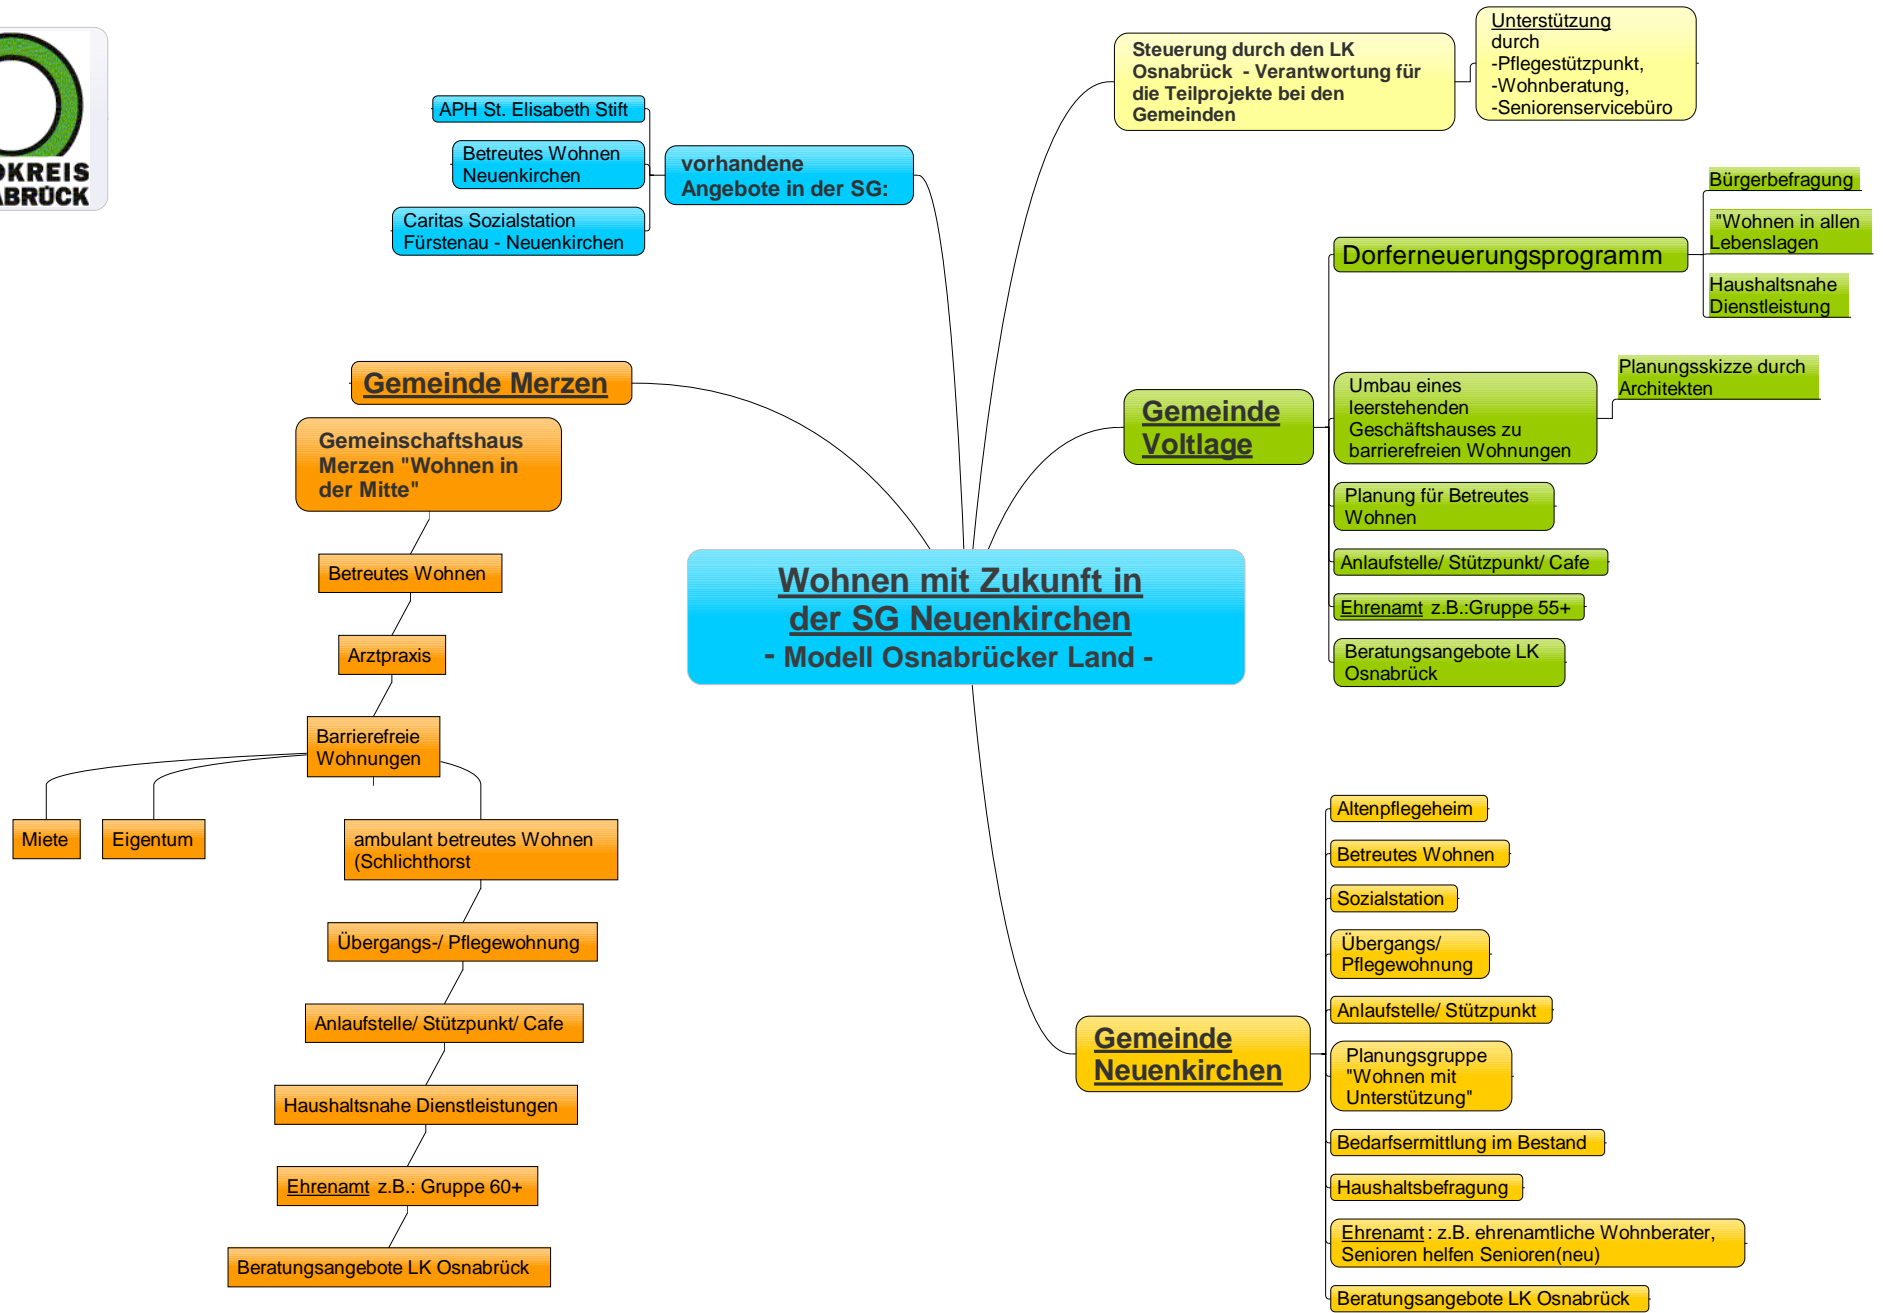 DKREIS
ABRÜCK
APH St. Elisabeth Stift
Betreutes Wohnen
Neuenkirchen
Caritas Sozialstation
Fürstenau - Neuenkirchen
vorhandene
Angebote in der SG:
Steuerung durch den LK
Osnabrück - Verantwortung für
die Teilprojekte bei den
Gemeinden
Unterstützung
durch
-Pflegestützpunkt,
-Wohnberatung,
-Seniorenservicebüro
Gemeinde Merzen
Gemeinschaftshaus
Merzen "Wohnen in
der Mitte"
Betreutes Wohnen
Arztpraxis
Barrierefreie
Wohnungen
Miete
Eigentum
ambulant betreutes Wohnen
(Schlichthorst
Übergangs-/ Pflegewohnung
Anlaufstelle/ Stützpunkt/ Cafe
Haushaltsnahe Dienstleistungen
Ehrenamt z.B.: Gruppe 60+
Beratungsangebote LK Osnabrück
Wohnen mit Zukunft in
der SG Neuenkirchen
- Modell Osnabrücker Land -
Gemeinde
Voltlage
Dorferneuerungsprogramm
Bürgerbefragung
"Wohnen in allen
Lebenslagen
Haushaltsnahe
Dienstleistung
Umbau eines
leerstehenden
Geschäftshauses zu
barrierefreien Wohnungen
Planungsskizze durch
Architekten
Planung für Betreutes
Wohnen
Anlaufstelle/ Stützpunkt/ Cafe
Ehrenamt z.B.:Gruppe 55+
Beratungsangebote LK
Osnabrück
Gemeinde
Neuenkirchen
Altenpflegeheim
Betreutes Wohnen
Sozialstation
Übergangs/
Pflegewohnung
Anlaufstelle/ Stützpunkt
Planungsgruppe
"Wohnen mit
Unterstützung"
Bedarfsermittlung im Bestand
Haushaltsbefragung
Ehrenamt: z.B. ehrenamtliche Wohnberater,
Senioren helfen Senioren(neu)
Beratungsangebote LK Osnabrück